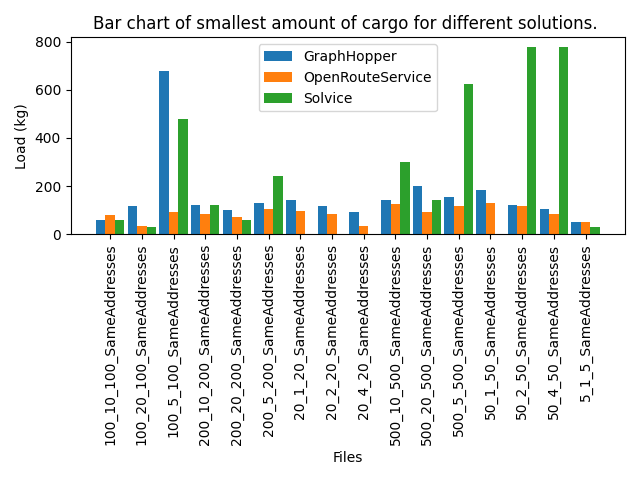 Bar chart of smallest amount of cargo for different solutions.
GraphHopper
OpenRouteService
Solvice
Load (kg)
800
600
400
200
0
100_10_100_SameAddresses
100_20_100_SameAddresses
100_5_100_SameAddresses
200_10_200_SameAddresses
200_20_200_SameAddresses
200_5_200_SameAddresses
20_1_20_SameAddresses
20_2_20_SameAddresses
20_4_20_SameAddresses
500_10_500_SameAddresses
500_20_500_SameAddresses
500_5_500_SameAddresses
50_1_50_SameAddresses
50_2_50_SameAddresses
50_4_50_SameAddresses
5_1_5_SameAddresses
Files